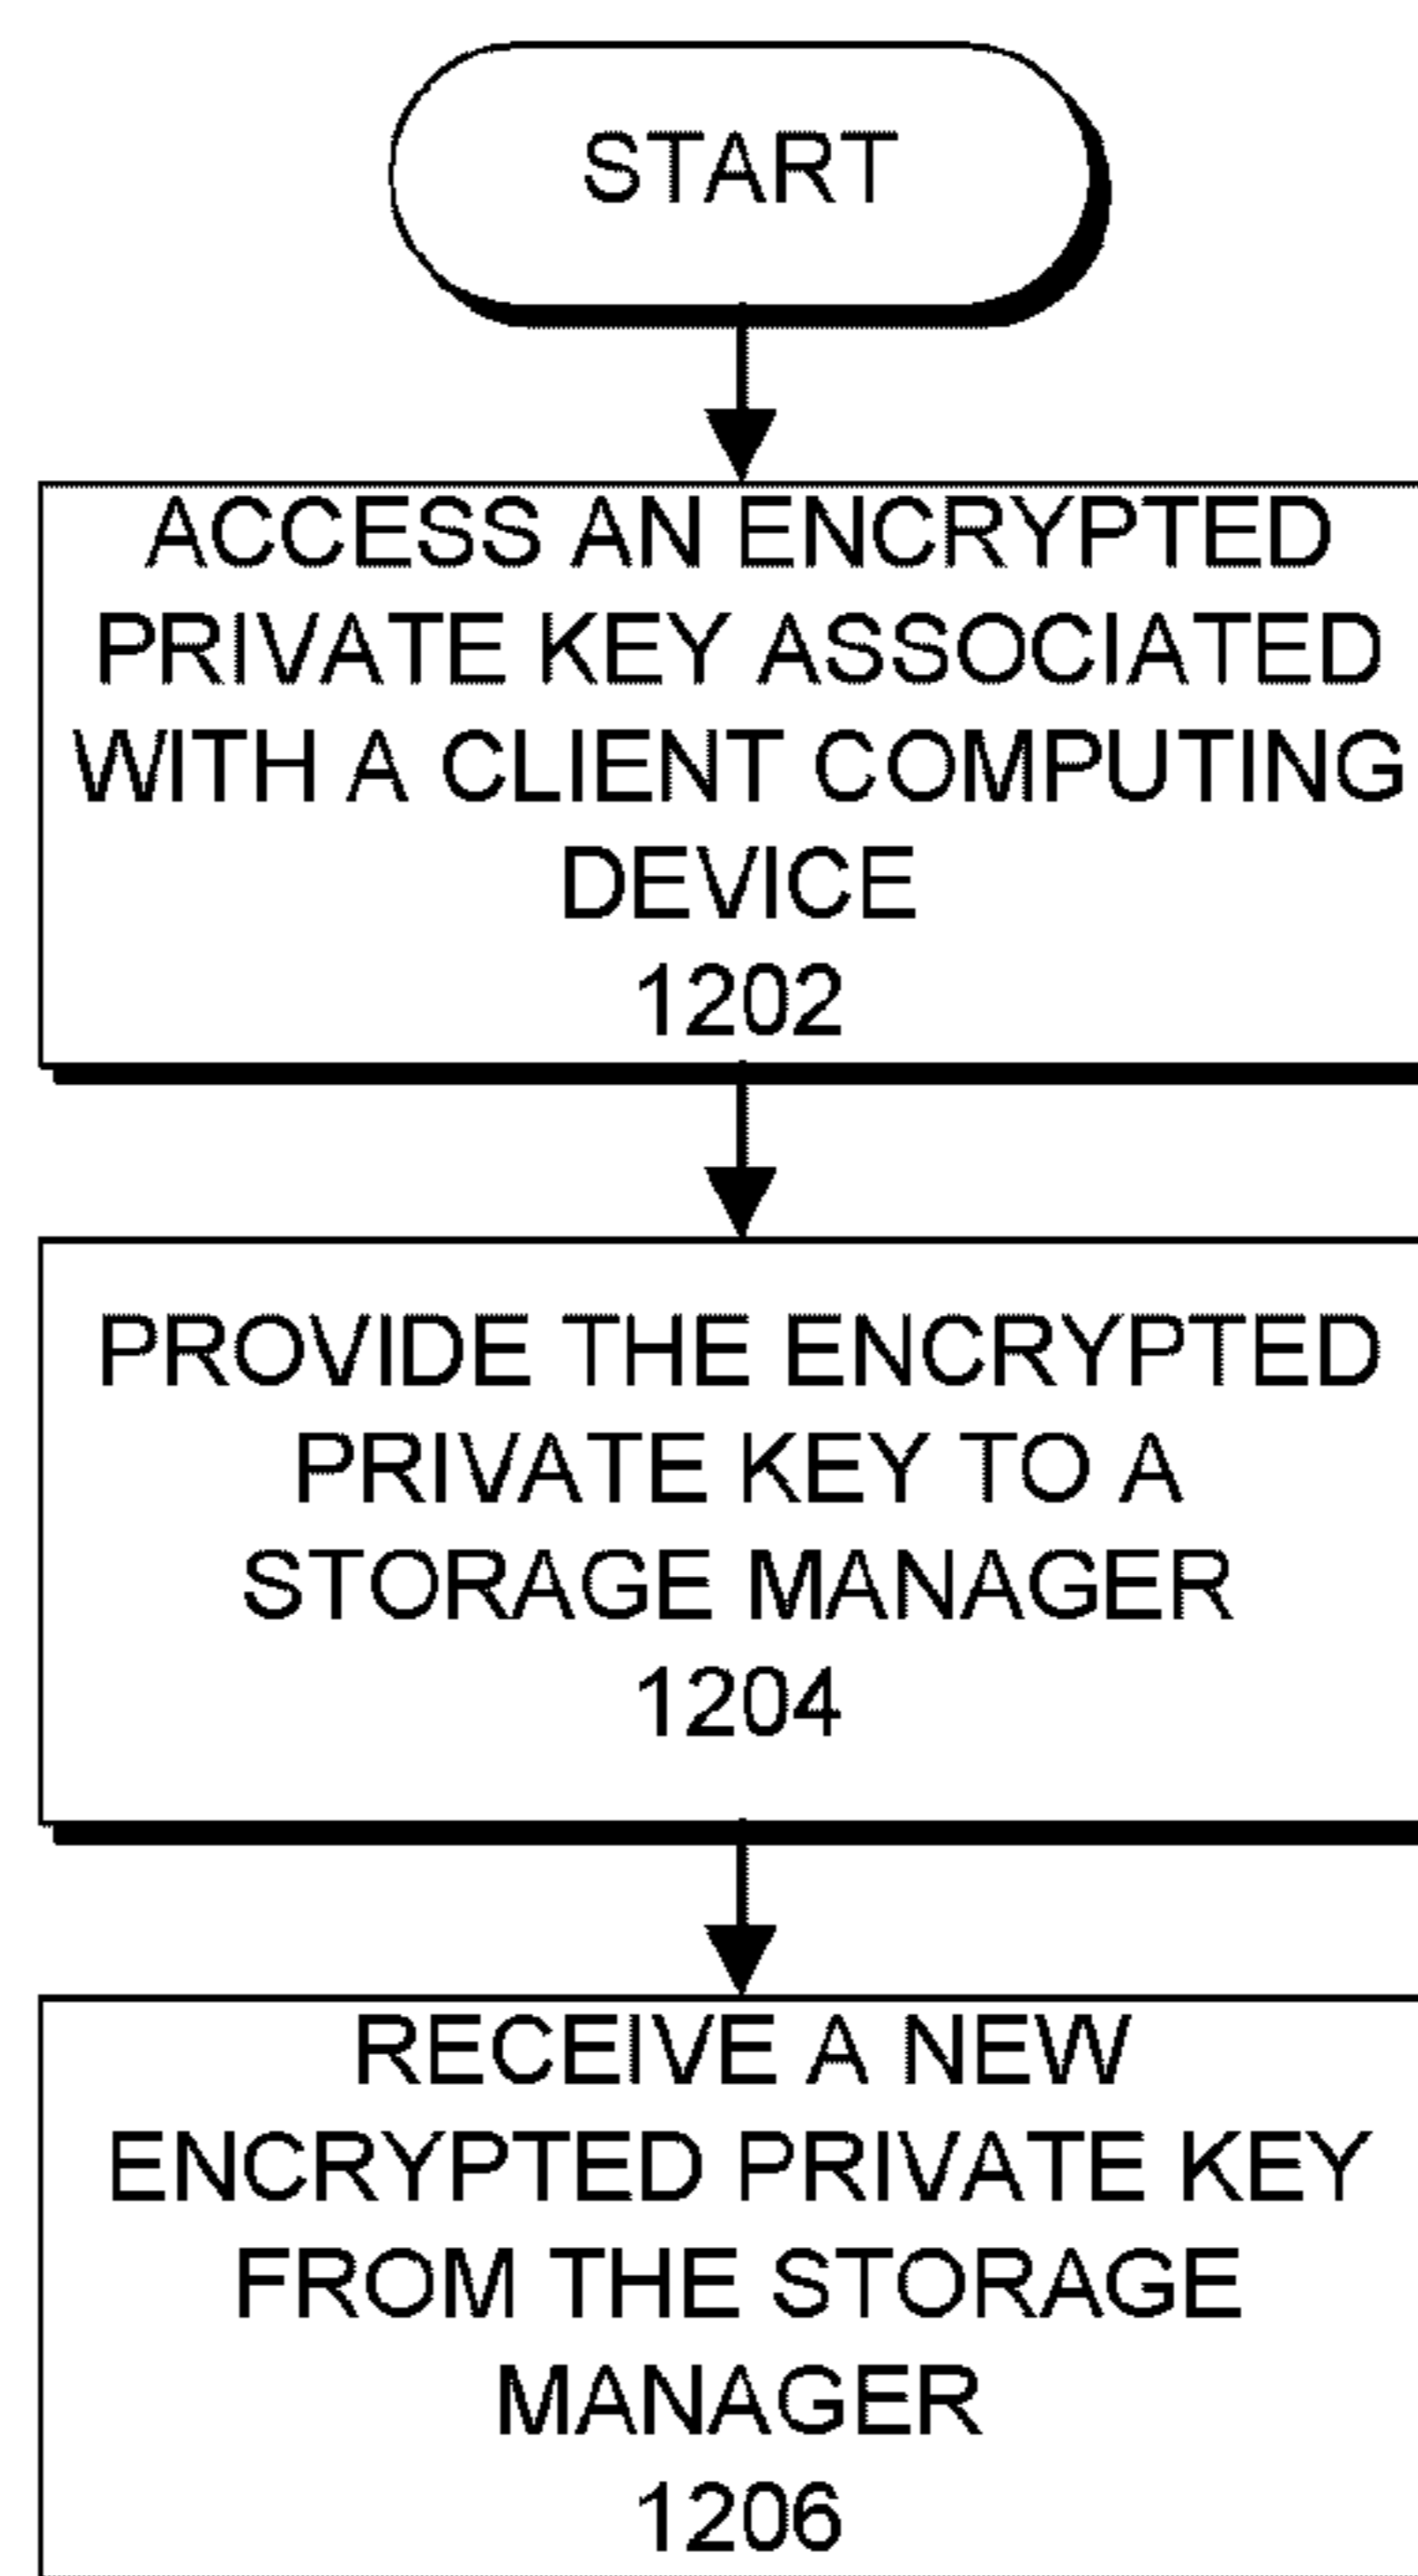 START
ACCESS AN ENCRYPTED
PRIVATE KEY ASSOCIATED
WITH A CLIENT COMPUTING
DEVICE
1202
PROVIDE THE ENCRYPTED
PRIVATE KEY TO A
STORAGE MANAGER
1204
RECEIVE A NEW
ENCRYPTED PRIVATE KEY
FROM THE STORAGE
MANAGER
1206